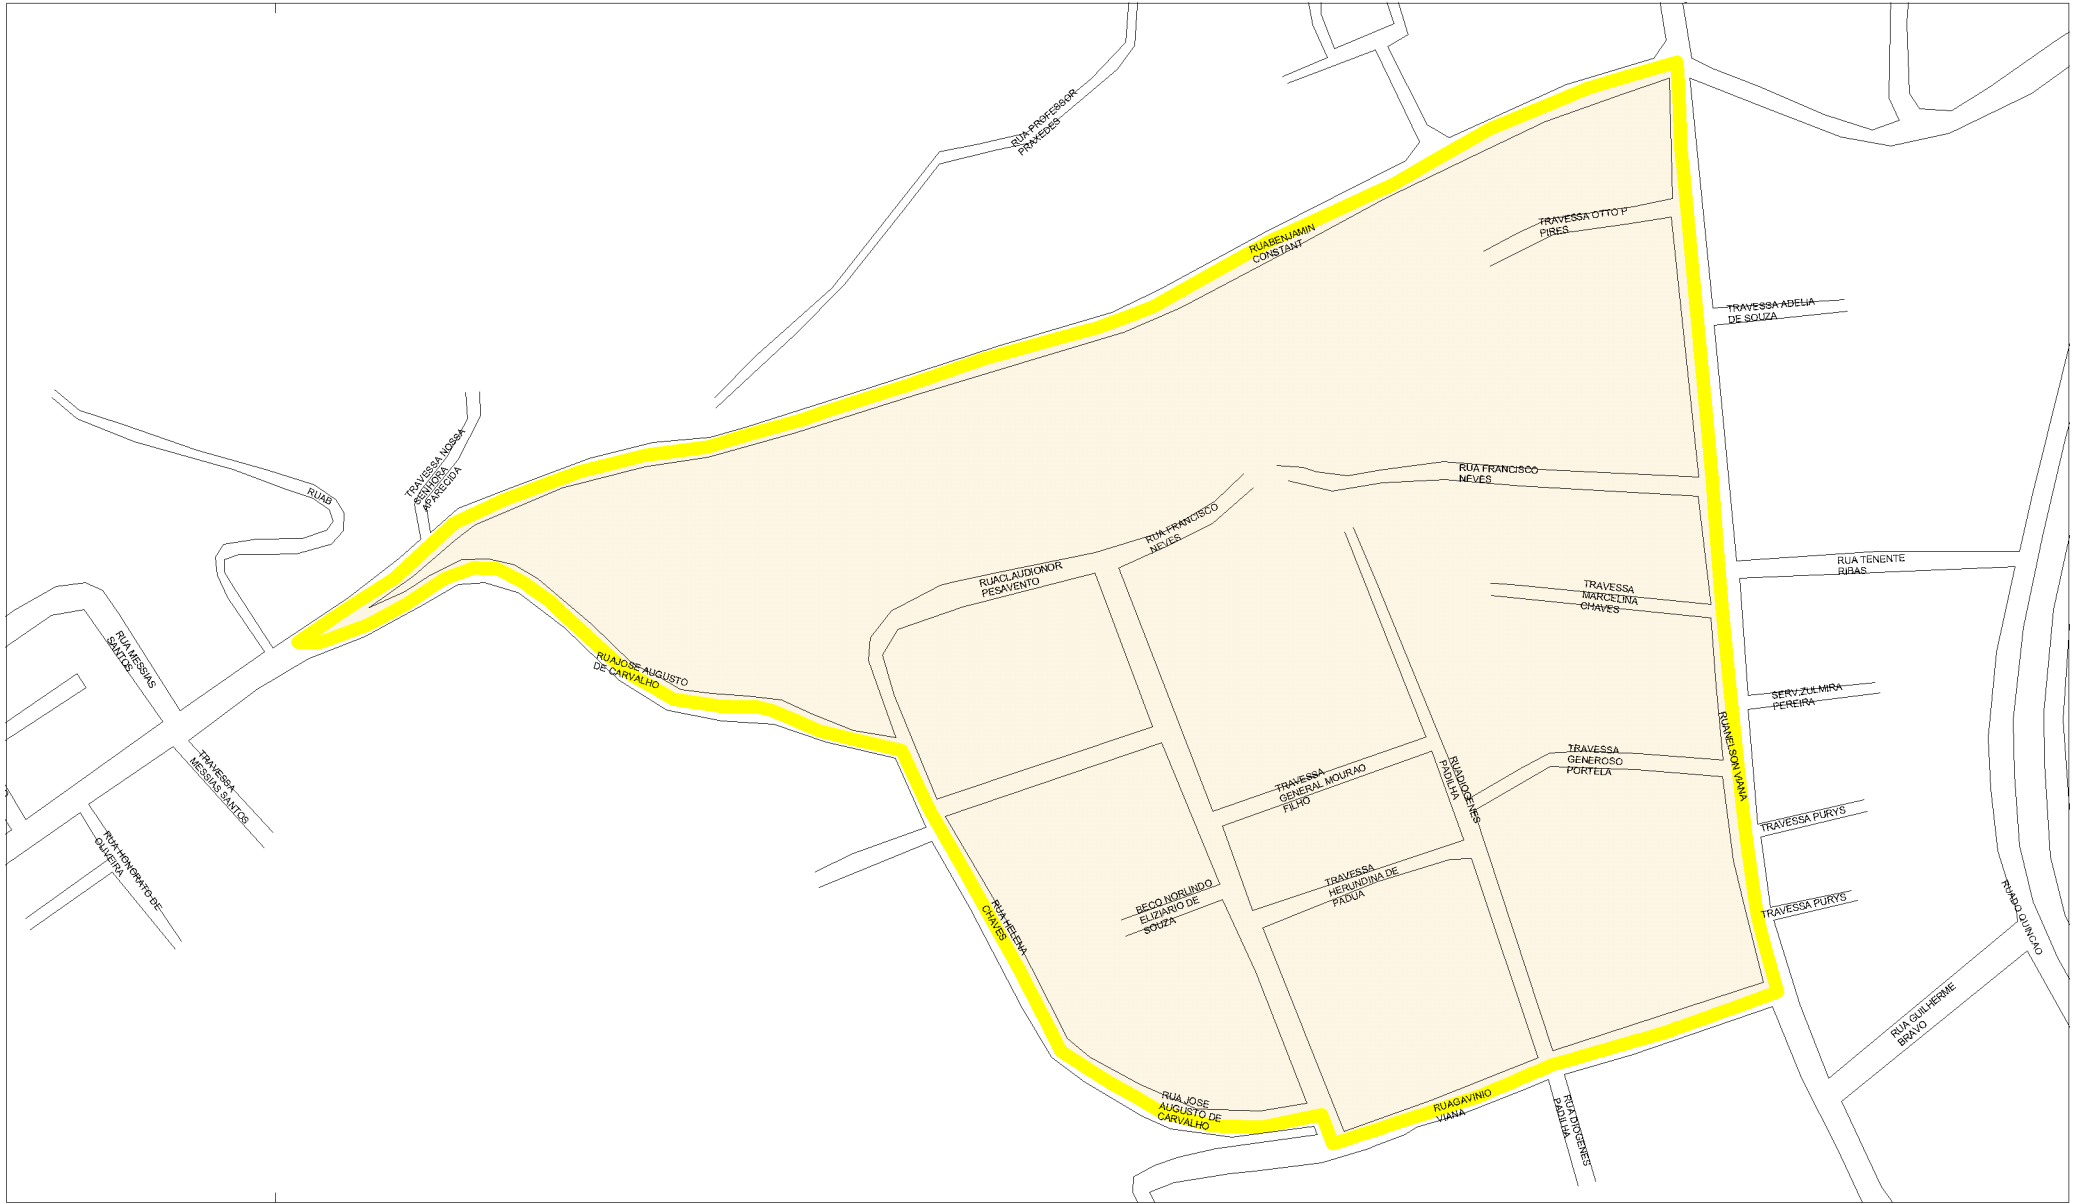 RUA PROFESSOR
PRAXEDES
TRAVESSA OTTO P
PIRES
RUABENJAMIN
CONSTANT
TRAVESSA ADELIA
DE SOUZA
TRAVESSA NOSSA
SENHORA
APARECIDA
RUAB
RUA FRANCISCO
NEVES
RUA FRANCISCO
NEVES
RUA TENENTE
RIBAS
RUACLAUDIONOR
PESAVENTO
TRAVESSA
MARCELINA
CHAVES
RUA MESSIAS
SANTOS
RUAJOSE AUGUSTO
DE CARVALHO
SERV.ZULMIRA
PEREIRA
RUANELSON VIANA
TRAVESSA
MESSIAS SANTOS
TRAVESSA
GENERAL MOURAO
FILHO
RUADIOGENES
PADILHA
TRAVESSA
GENEROSO
PORTELA
TRAVESSA PURYS
RUA HONORATO DE
OLIVEIRA
TRAVESSA
HERUNDINA DE
PADUA
BECO NORLINDO
ELIZIARIO DE
SOUZA
TRAVESSA PURYS
RUA HELENA
CHAVES
RUADO QUINCAO
RUA GUILHERME
BRAVO
RUA JOSE
AUGUSTO DE
CARVALHO
RUAGAVINIO
VIANA
RUA DIOGENES
PADILHA